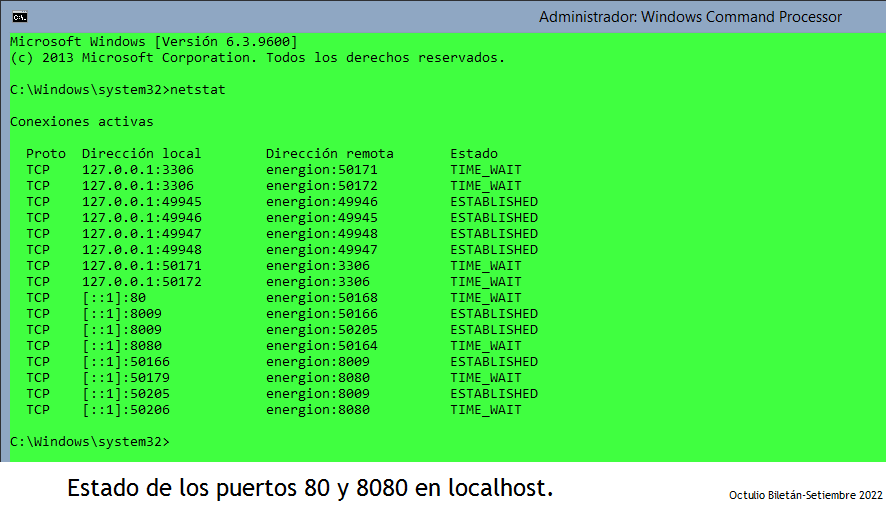 C:\.
Administrador: Windows Command Processor
Microsoft Windows [Versión 6.3.9600]
(c) 2013 Microsoft Corporation. Todos los derechos reservados.
C:\Windows\system32>netstat
Conexiones activas
Proto Dirección local Dirección remota Estado
TCP 127.0.0.1:3306 energion:50171 TIME_WAIT
TCP 127.0.0.1:3306 energion:50172 TIME_WAIT
TCP 127.0.0.1:49945 energion:49946 ESTABLISHED
TCP 127.0.0.1:49946 energion:49945 ESTABLISHED
TCP 127.0.0.1:49947 energion:49948 ESTABLISHED
TCP 127.0.0.1:49948 energion:49947 ESTABLISHED
TCP 127.0.0.1:50171 energion:3306 TIME_WAIT
TCP 127.0.0.1:50172 energion:3306 TIME_WAIT
TCP [::1]:80 energion:50168 TIME_WAIT
TCP [::1]:8009 energion:50166 ESTABLISHED
TCP [::1]:8009 energion:50205 ESTABLISHED
TCP [::1]:8080 energion:50164 TIME_WAIT
TCP [::1]:50166 energion:8009 ESTABLISHED
TCP [::1]:50179 energion:8080 TIME_WAIT
TCP [::1]:50205 energion:8009 ESTABLISHED
TCP [::1]:50206 energion:8080 TIME_WAIT
C:\Windows\system32>
Estado de los puertos 80 y 8080 en localhost.
Octulio Biletán-Setiembre 2022